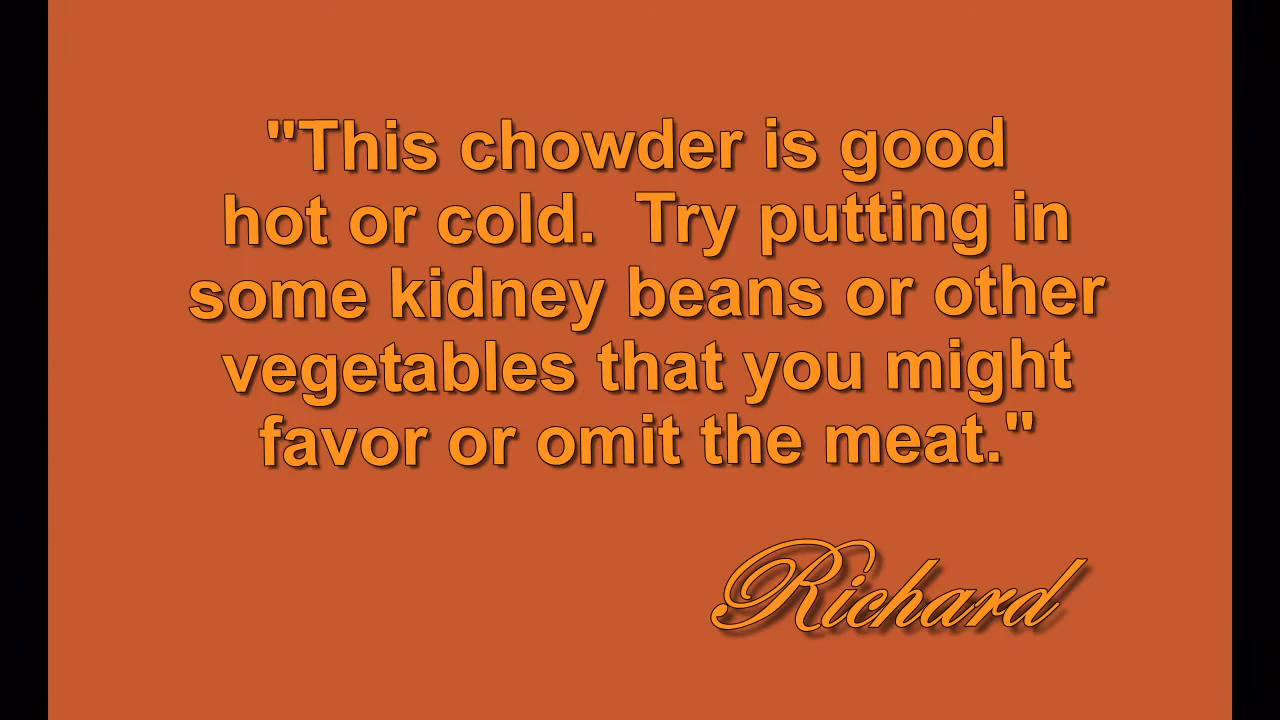 "This chowder is good
hot or cold.  Try putting in
some kidney beans or other
vegetables that you might
favor or omit the meat."
Richard